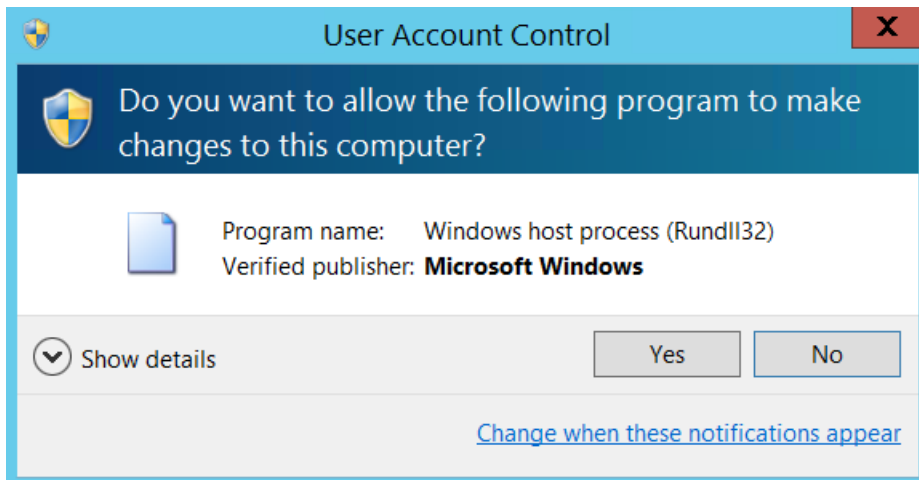 User Account Control
X
Do you want to allow the following program to make
changes to this computer?
Program name: Windows host process (Rundll32)
Verified publisher: Microsoft Windows
Show details
Yes
No
Change when these notifications appear